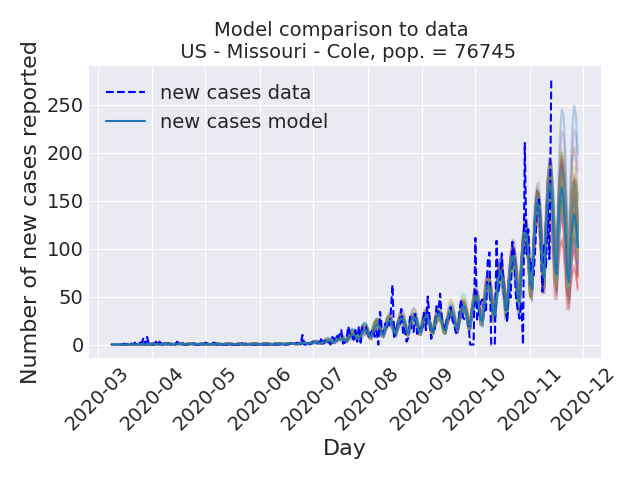 Model comparison to data
US - Missouri - Cole, pop. = 76745
Number of new cases reported
new cases data
new cases model
250
200
150
100
50
0
2020-03
2020-04
2020-05
2020-06
2020-07
2020-08
2020-09
2020-10
2020-11
2020-12
Day